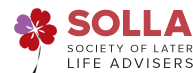 SOLLA
SOCIETY OF LATER
LIFE ADVISERS